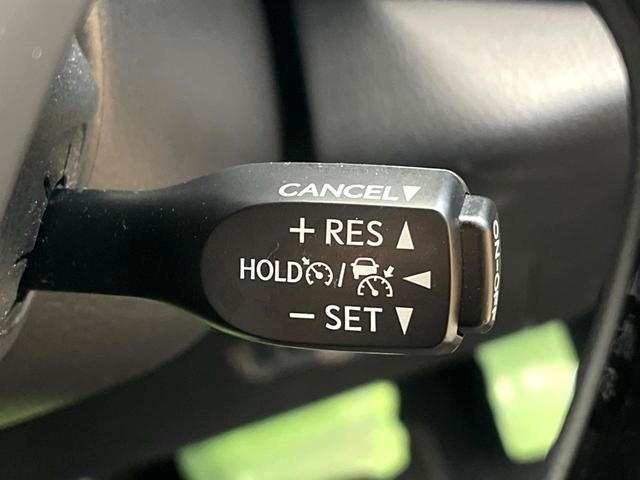 CANCEL▼
+ RES ▲
HOLD / ◀
− SET ▼
ON-OFF